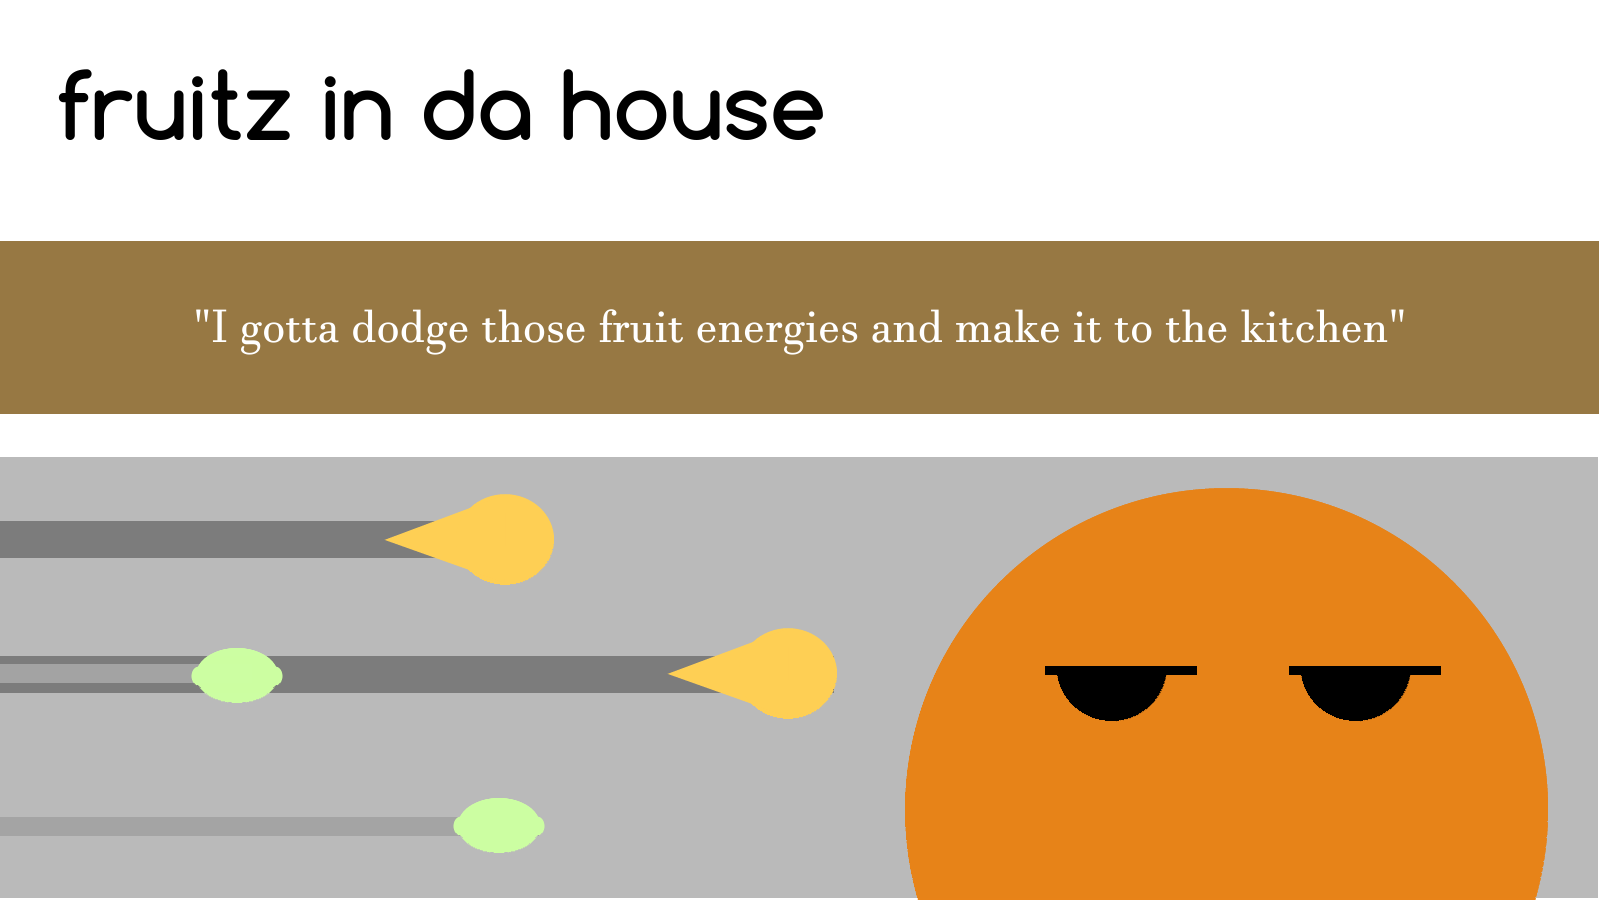 fruitz in da house
"I gotta dodge those fruit energies and make it to the kitchen"